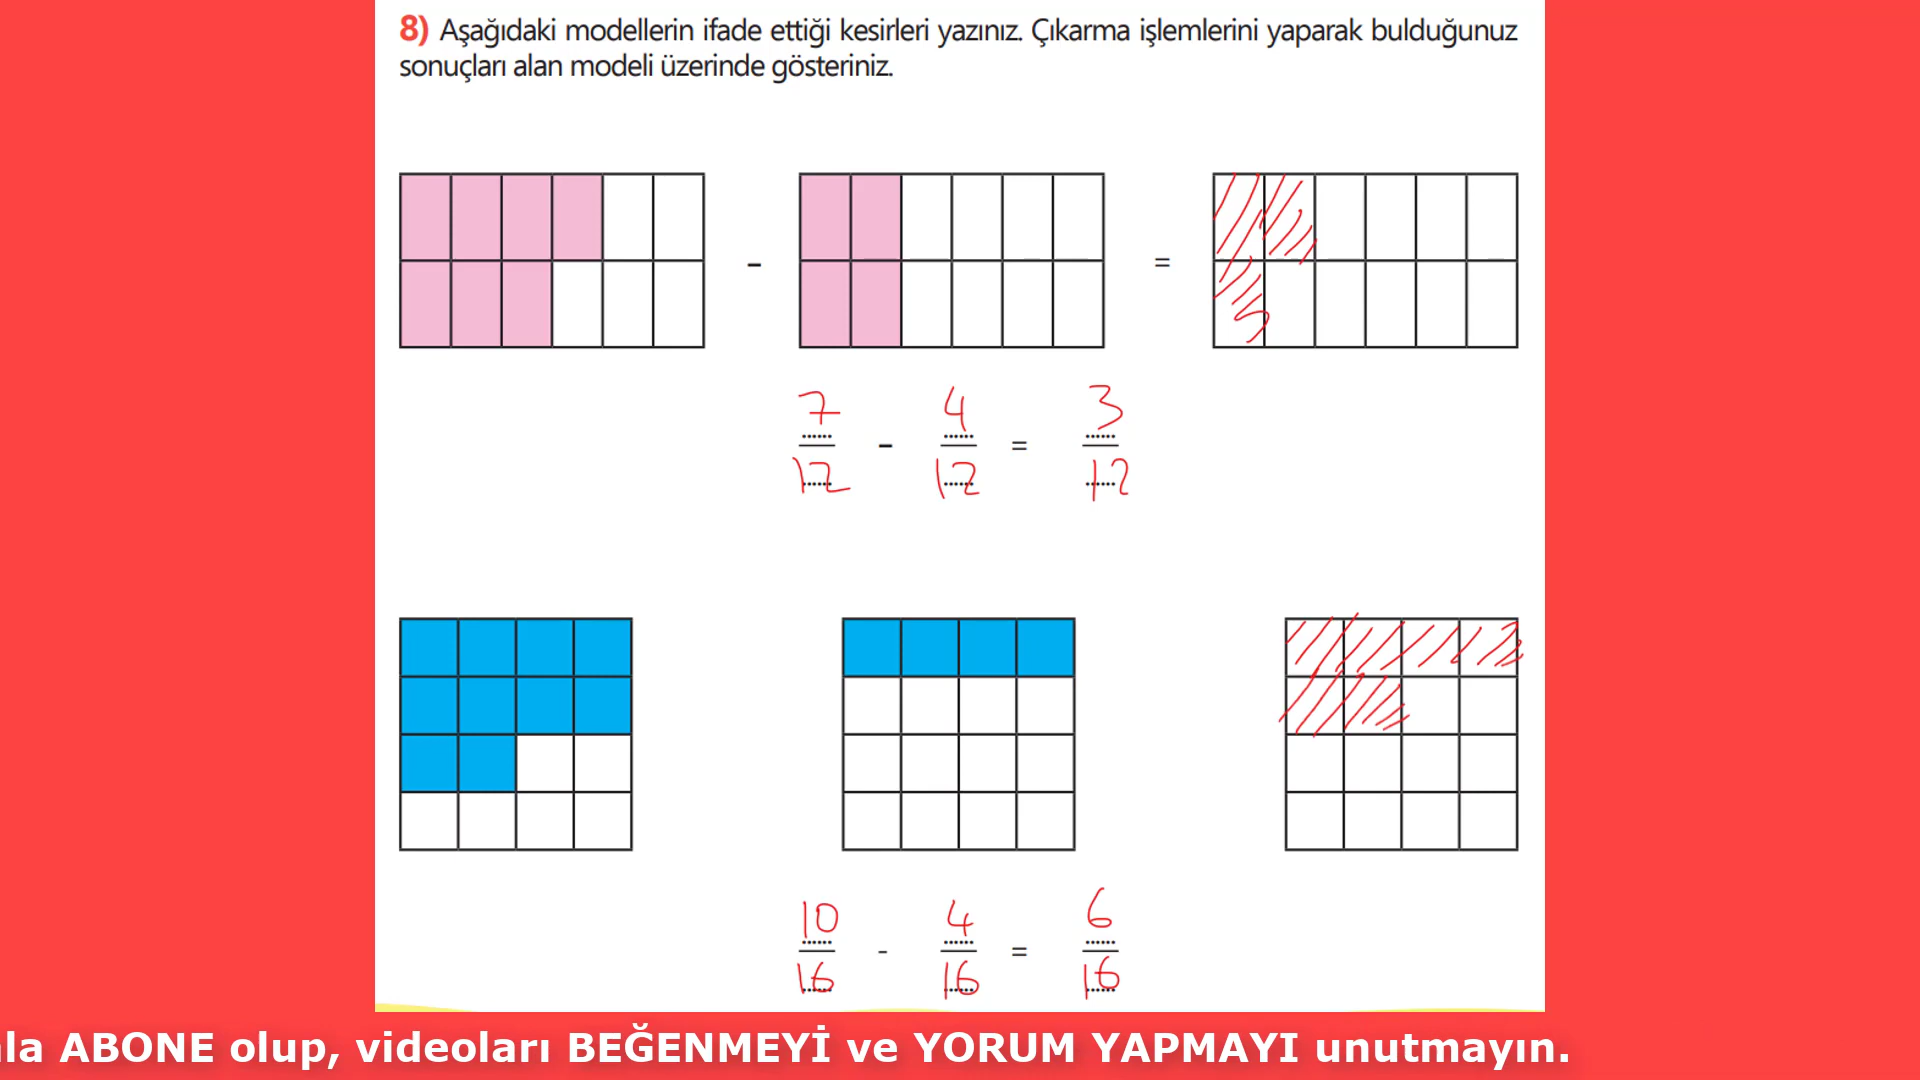 8) Aşağıdaki modellerin ifade ettiği kesirleri yazınız. Çıkarma işlemlerini yaparak bulduğunuz
sonuçları alan modeli üzerinde gösteriniz.
- =
7 4 3
...... - ...... = ......
12 12 12
10 4 6
...... - ...... = ......
16 16 16
la ABONE olup, videoları BEĞENMEYİ ve YORUM YAPMAYI unutmayın.